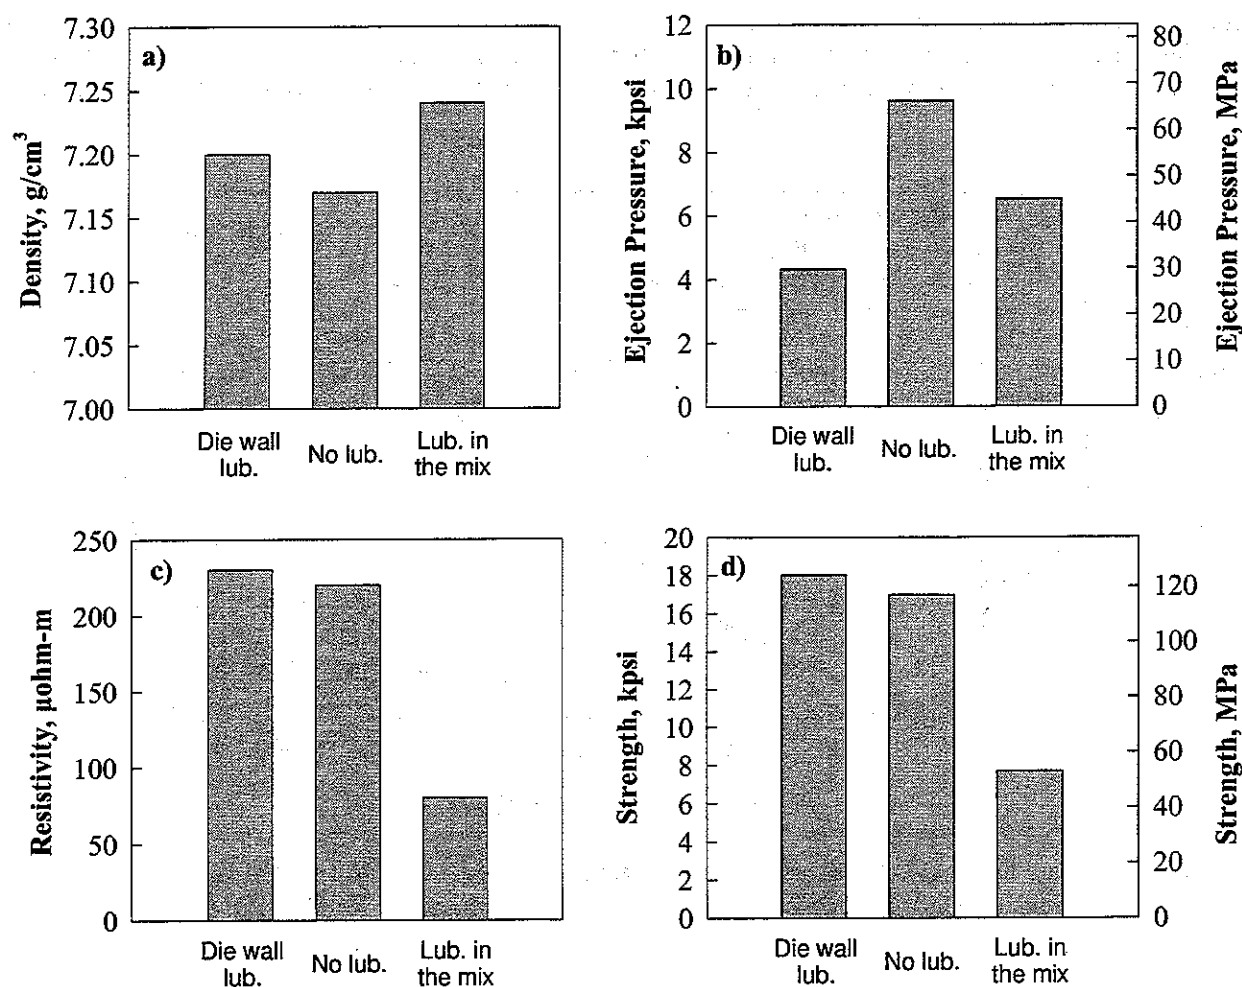 a)
Density, g/cm³
7.30
7.25
7.20
7.15
7.10
7.05
7.00
Die wall
lub.
No lub.
Lub. in
the mix
b)
Ejection Pressure, kpsi
12
10
8
6
4
2
0
Ejection Pressure, MPa
80
70
60
50
40
30
20
10
0
Die wall
lub.
No lub.
Lub. in
the mix
c)
Resistivity, µohm-m
250
200
150
100
50
0
Die wall
lub.
No lub.
Lub. in
the mix
d)
Strength, kpsi
20
18
16
14
12
10
8
6
4
2
0
Strength, MPa
120
100
80
60
40
20
0
Die wall
lub.
No lub.
Lub. in
the mix